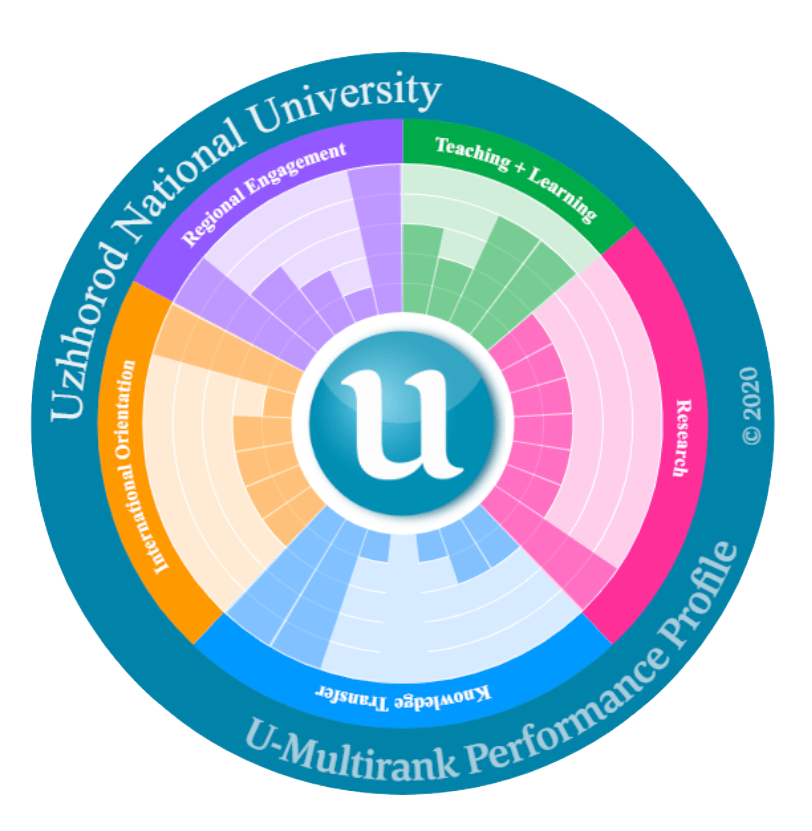 Uzhhorod National University
Regional Engagement
Teaching + Learning
International Orientation
Research
© 2020
Knowledge Transfer
u
U-Multirank Performance Profile